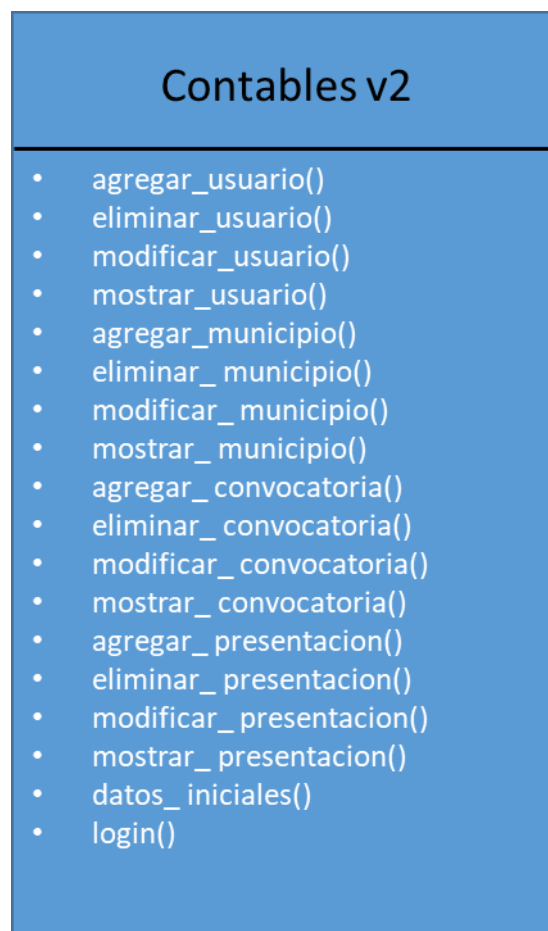 Contables v2
• agregar_usuario()
• eliminar_usuario()
• modificar_usuario()
• mostrar_usuario()
• agregar_municipio()
• eliminar_ municipio()
• modificar_ municipio()
• mostrar_ municipio()
• agregar_ convocatoria()
• eliminar_ convocatoria()
• modificar_ convocatoria()
• mostrar_ convocatoria()
• agregar_ presentacion()
• eliminar_ presentacion()
• modificar_ presentacion()
• mostrar_ presentacion()
• datos_ iniciales()
• login()